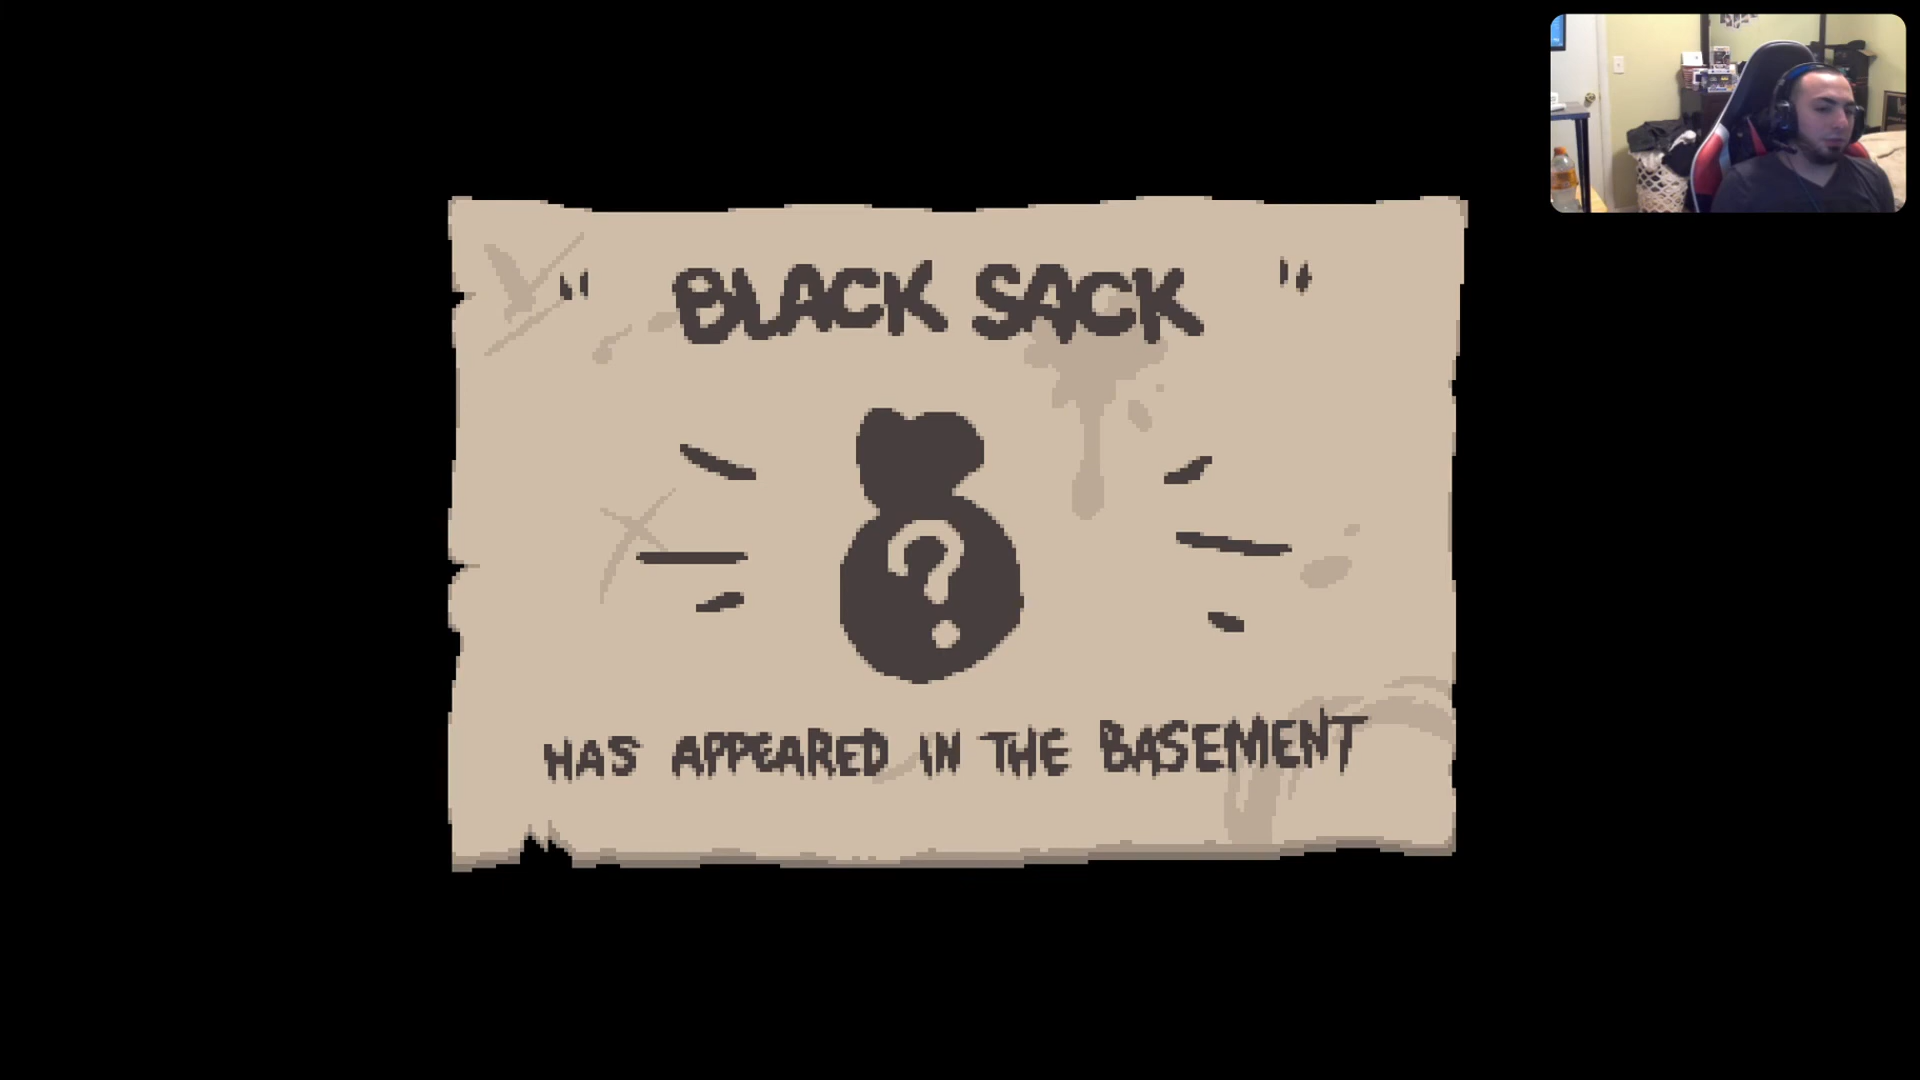 " BLACK SACK "
?
HAS APPEARED IN THE BASEMENT